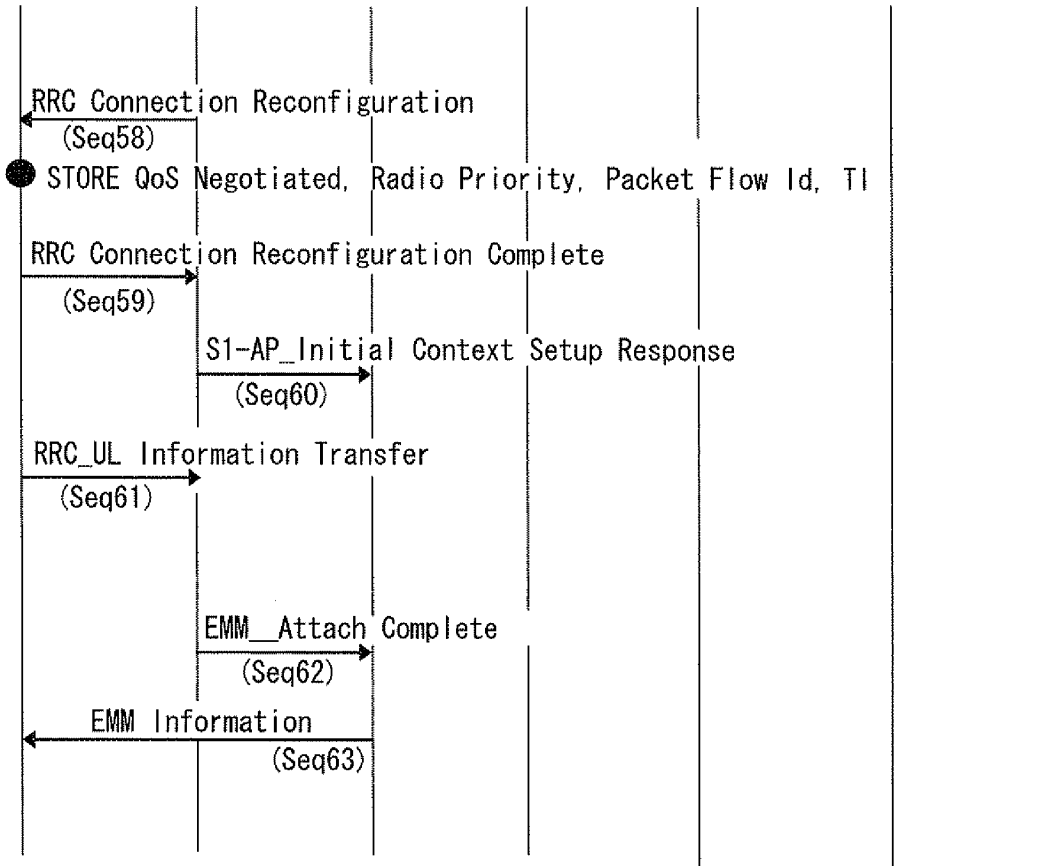 RRC Connection Reconfiguration
(Seq58)
STORE QoS Negotiated, Radio Priority, Packet Flow Id, TI
RRC Connection Reconfiguration Complete
(Seq59)
S1-AP_Initial Context Setup Response
(Seq60)
RRC_UL Information Transfer
(Seq61)
EMM__Attach Complete
(Seq62)
EMM Information
(Seq63)